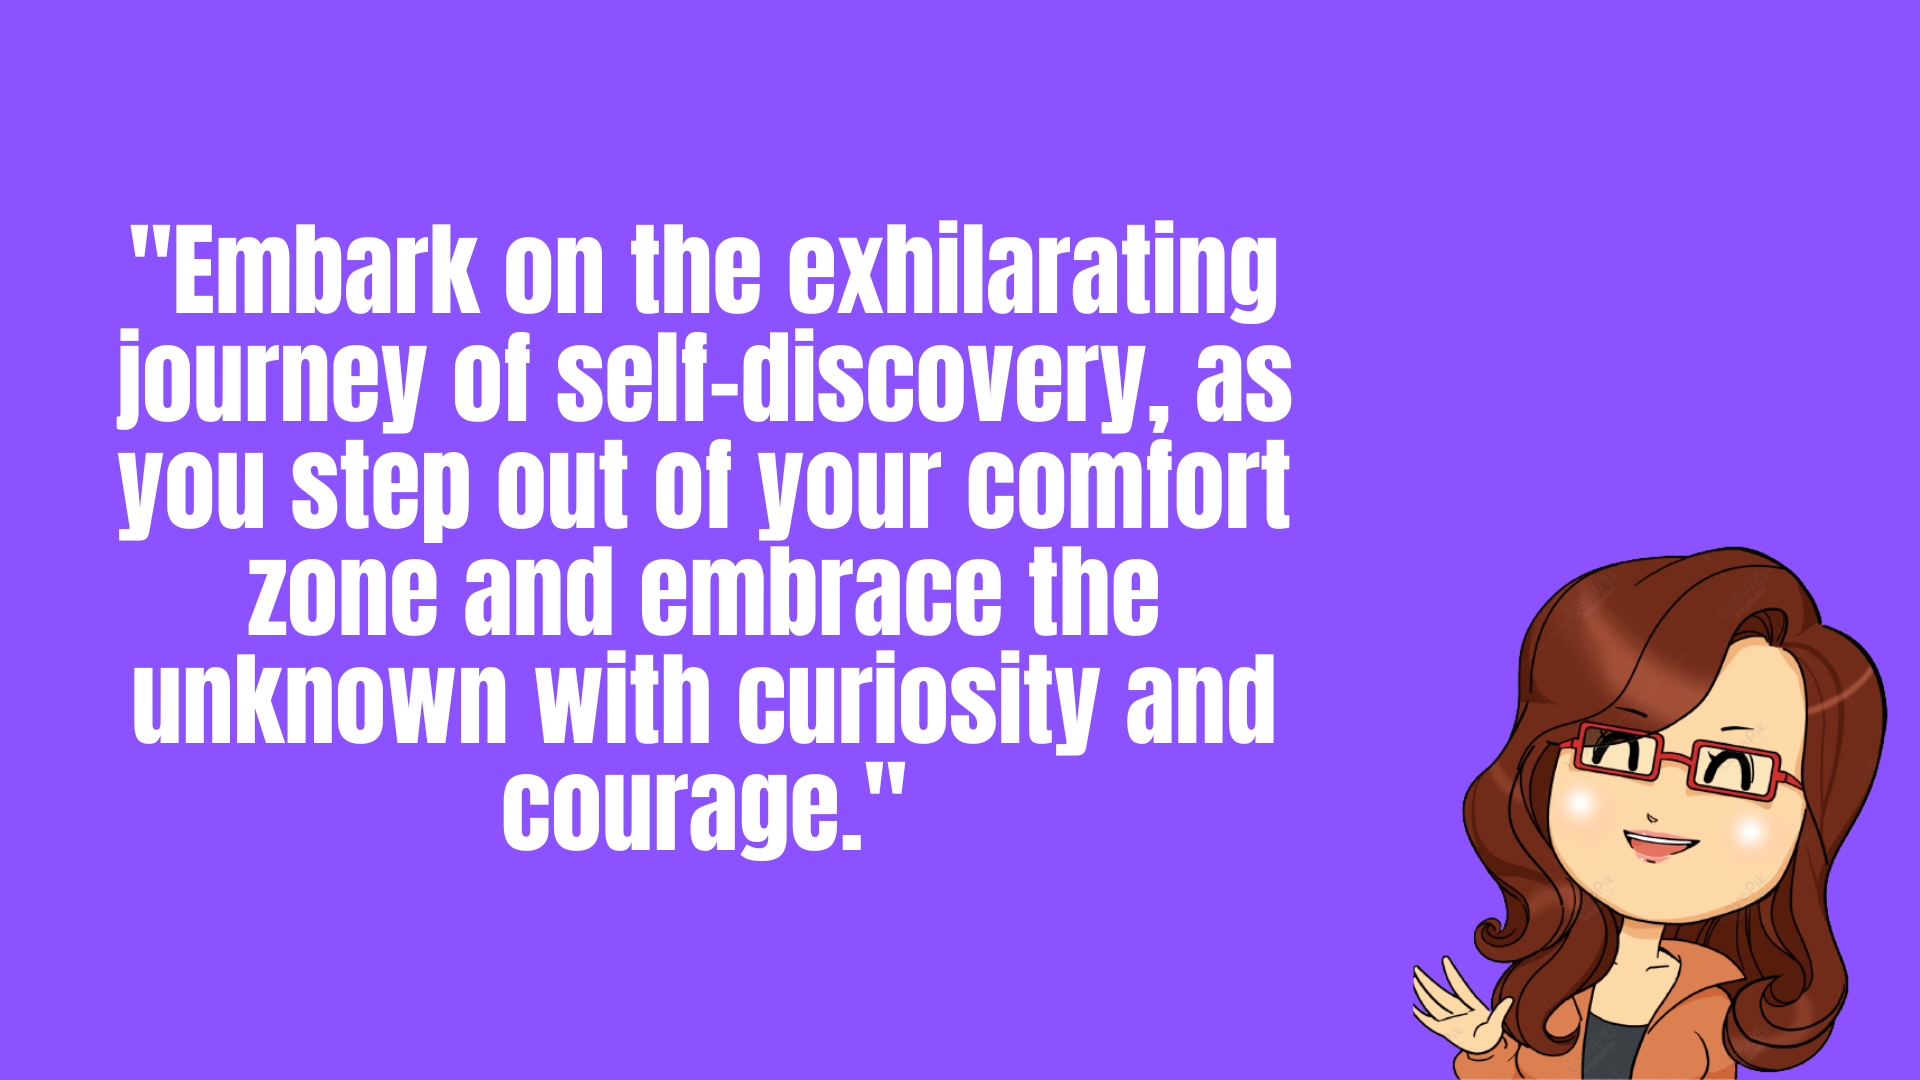 "Embark on the exhilarating
journey of self-discovery, as
you step out of your comfort
zone and embrace the
unknown with curiosity and
courage."